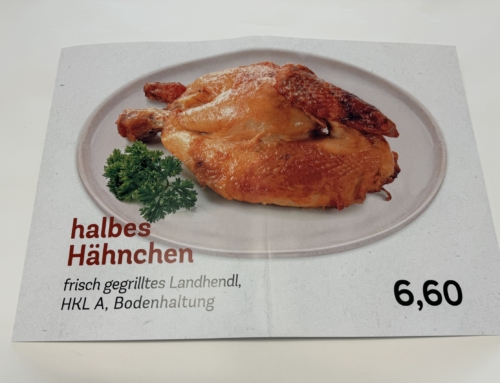 halbes
Hähnchen
frisch gegrilltes Landhendl,
HKL A, Bodenhaltung
6,60